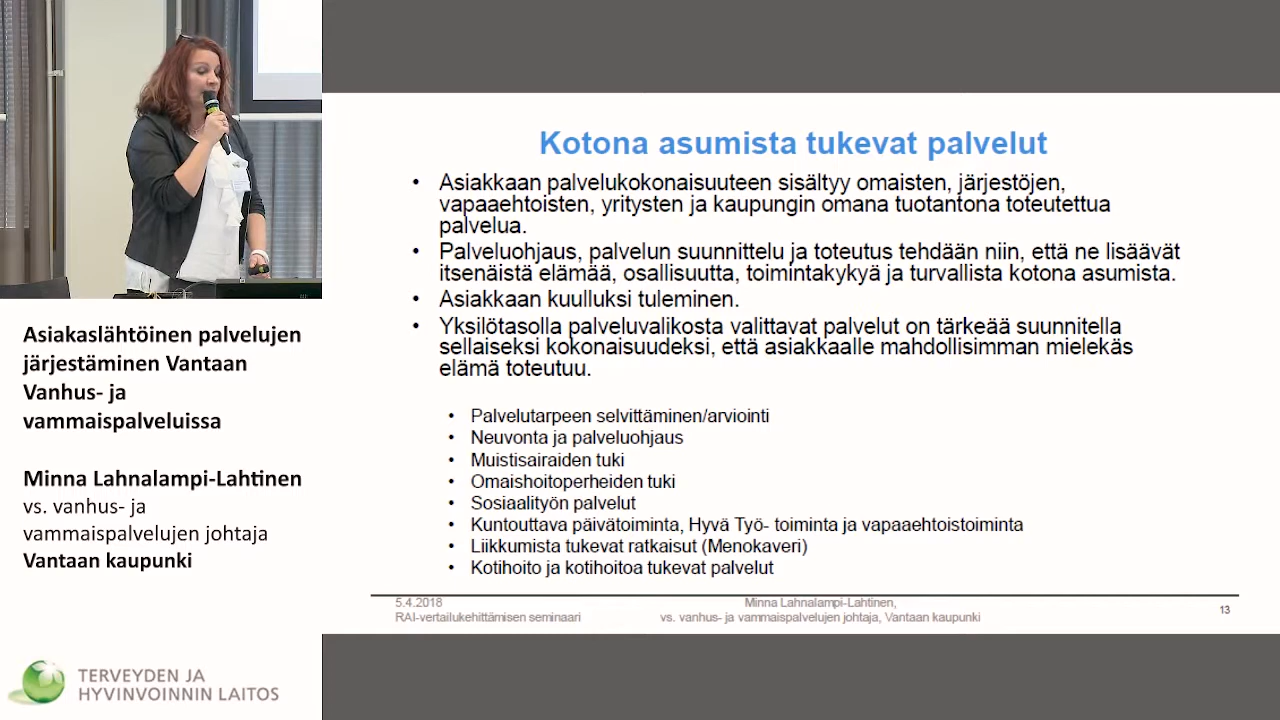 Asiakaslähtöinen palvelujen
järjestäminen Vantaan
Vanhus- ja
vammaispalveluissa
Minna Lahnalampi-Lahtinen
vs. vanhus- ja
vammaispalvelujen johtaja
Vantaan kaupunki
TERVEYDEN JA
HYVINVOINNIN LAITOS
Kotona asumista tukevat palvelut
• Asiakkaan palvelukokonaisuuteen sisältyy omaisten, järjestöjen,
vapaaehtoisten, yritysten ja kaupungin omana tuotantona toteutettua
palvelua.
• Palveluohjaus, palvelun suunnittelu ja toteutus tehdään niin, että ne lisäävät
itsenäistä elämää, osallisuutta, toimintakykyä ja turvallista kotona asumista.
• Asiakkaan kuulluksi tuleminen.
• Yksilötasolla palveluvalikosta valittavat palvelut on tärkeää suunnitella
sellaiseksi kokonaisuudeksi, että asiakkaalle mahdollisimman mielekäs
elämä toteutuu.
• Palvelutarpeen selvittäminen/arviointi
• Neuvonta ja palveluohjaus
• Muistisairaiden tuki
• Omaishoitoperheiden tuki
• Sosiaalityön palvelut
• Kuntouttava päivätoiminta, Hyvä Työ- toiminta ja vapaaehtoistoiminta
• Liikkumista tukevat ratkaisut (Menokaveri)
• Kotihoito ja kotihoitoa tukevat palvelut
5.4.2018
RAI-vertailukehittämisen seminaari
Minna Lahnalampi-Lahtinen,
vs. vanhus- ja vammaispalvelujen johtaja, Vantaan kaupunki
13